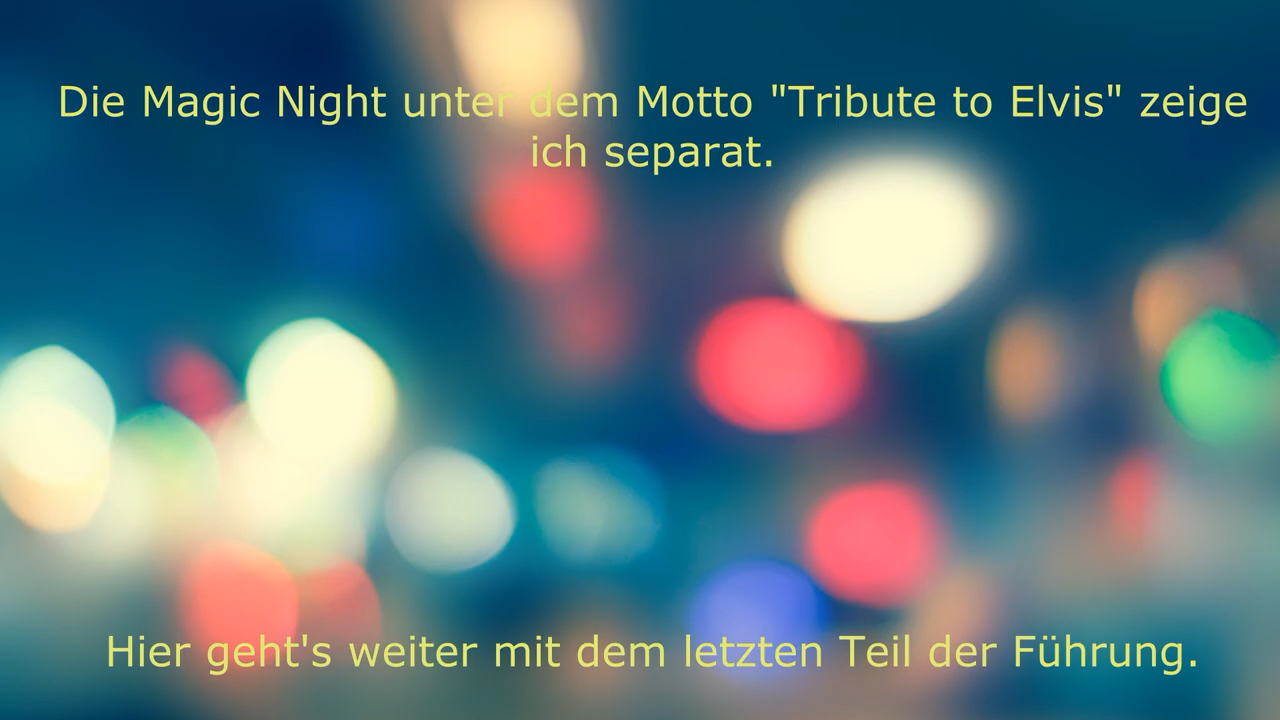 Die Magic Night unter dem Motto "Tribute to Elvis" zeige
ich separat.
Hier geht's weiter mit dem letzten Teil der Führung.